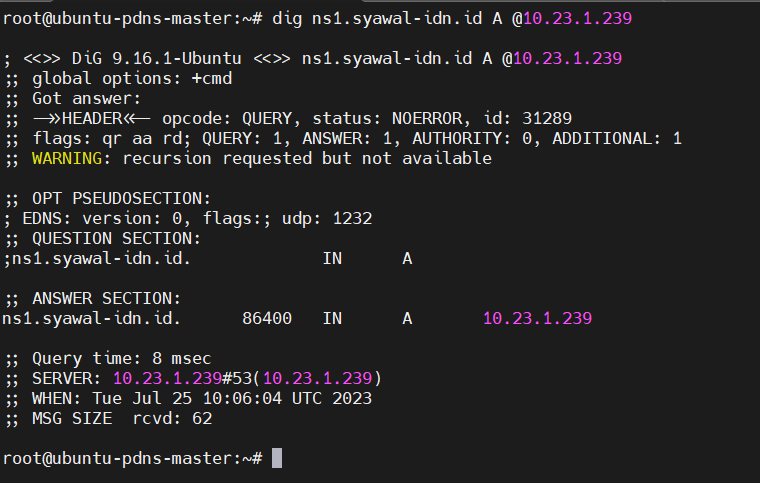 root@ubuntu-pdns-master:~# dig ns1.syawal-idn.id A @10.23.1.239
; <<>> DiG 9.16.1-Ubuntu <<>> ns1.syawal-idn.id A @10.23.1.239
;; global options: +cmd
;; Got answer:
;; ->>HEADER<<- opcode: QUERY, status: NOERROR, id: 31289
;; flags: qr aa rd; QUERY: 1, ANSWER: 1, AUTHORITY: 0, ADDITIONAL: 1
;; WARNING: recursion requested but not available
;; OPT PSEUDOSECTION:
; EDNS: version: 0, flags:; udp: 1232
;; QUESTION SECTION:
;ns1.syawal-idn.id. IN A
;; ANSWER SECTION:
ns1.syawal-idn.id. 86400 IN A 10.23.1.239
;; Query time: 8 msec
;; SERVER: 10.23.1.239#53(10.23.1.239)
;; WHEN: Tue Jul 25 10:06:04 UTC 2023
;; MSG SIZE rcvd: 62
root@ubuntu-pdns-master:~#